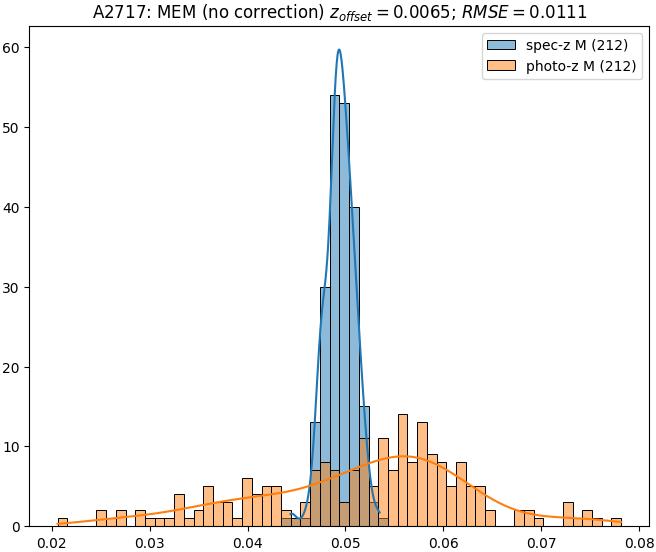 A2717: MEM (no correction) z_offset = 0.0065; RMSE = 0.0111
spec-z M (212)
photo-z M (212)
60
50
40
30
20
10
0
0.02 0.03 0.04 0.05 0.06 0.07 0.08